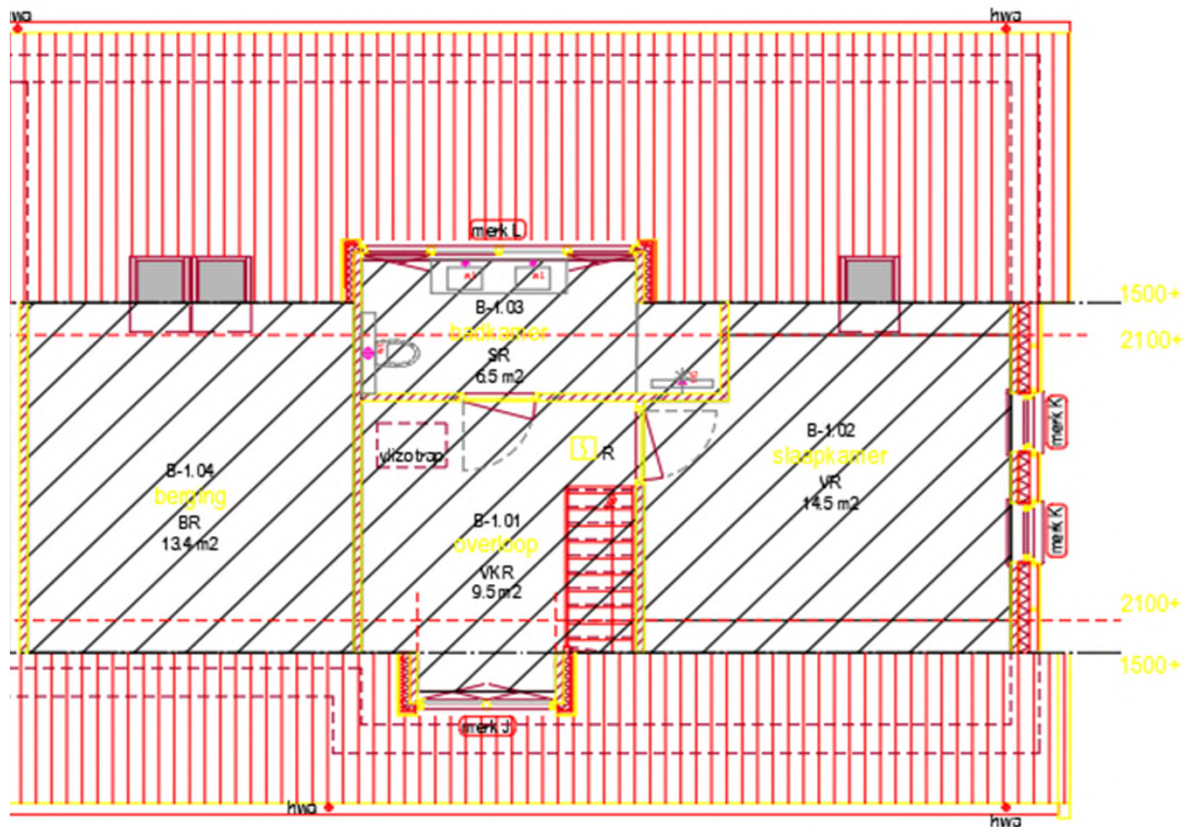 hwa
hwa
merk L
1500+
B-1.03
badkamer
SR
6.5 m2
2100+
merk K
vlizotrap
R
B-1.02
slaapkamer
VR
14.5 m2
B-1.04
berging
BR
13.4 m2
B-1.01
overloop
VKR
9.5 m2
merk K
2100+
1500+
merk J
hwa
hwa